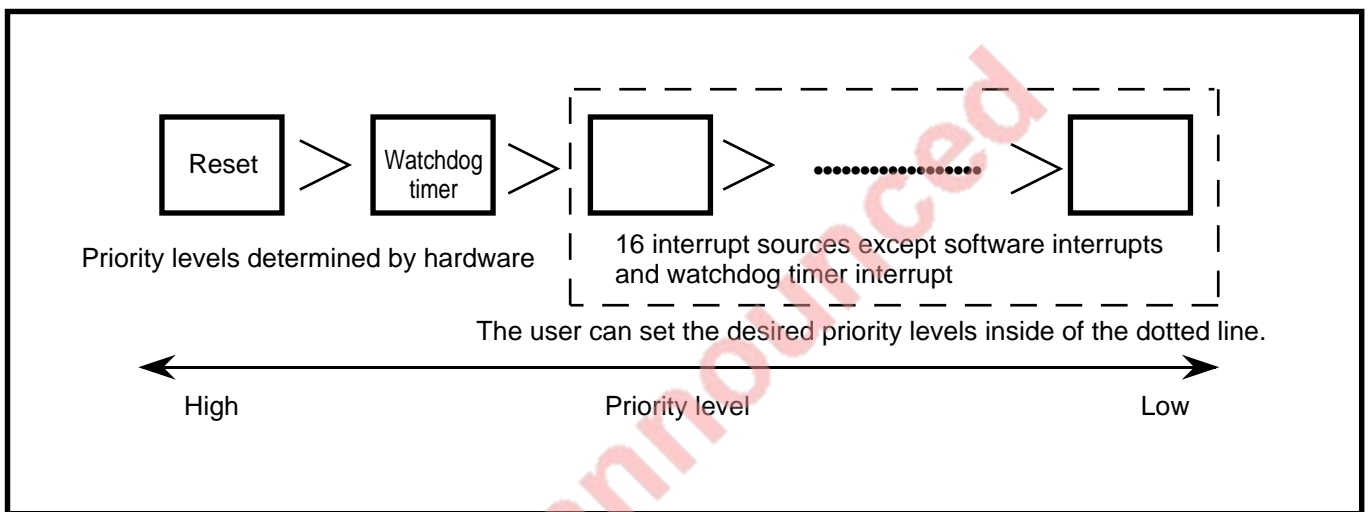 Reset > Watchdog timer > > .................... >
Priority levels determined by hardware
16 interrupt sources except software interrupts
and watchdog timer interrupt
The user can set the desired priority levels inside of the dotted line.
High Priority level Low
nnounced